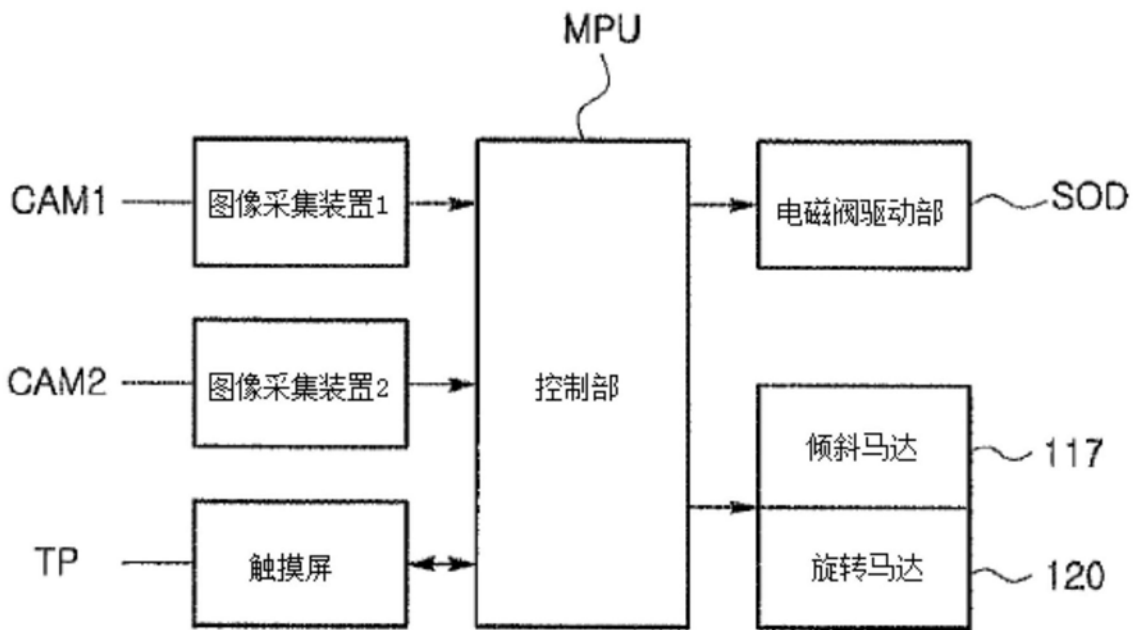 MPU
CAM1
图像采集装置1
电磁阀驱动部
SOD
CAM2
图像采集装置2
控制部
倾斜马达
117
TP
触摸屏
旋转马达
120